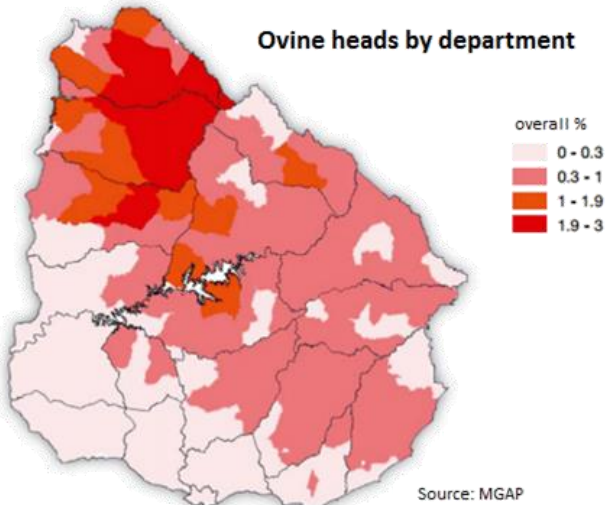 Ovine heads by department
overall %
0 - 0.3
0.3 - 1
1 - 1.9
1.9 - 3
Source: MGAP